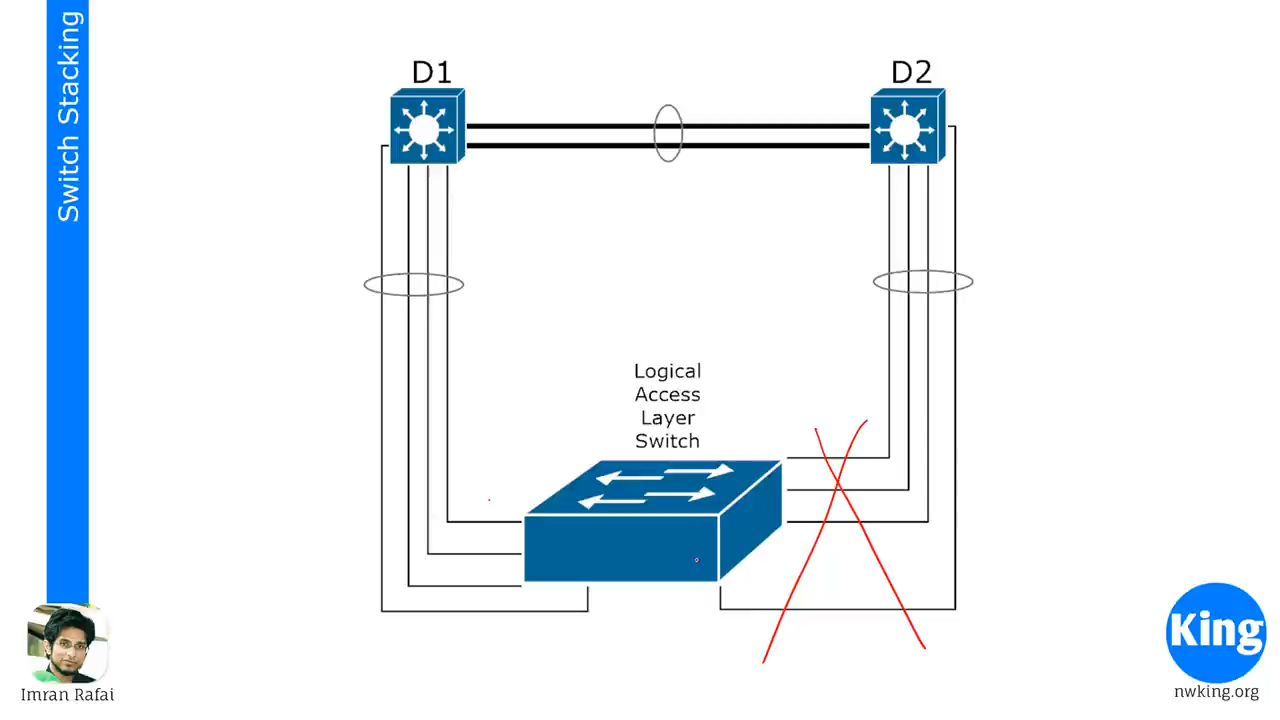 Switch Stacking
D1
D2
Logical
Access
Layer
Switch
Imran Rafai
King
nwking.org